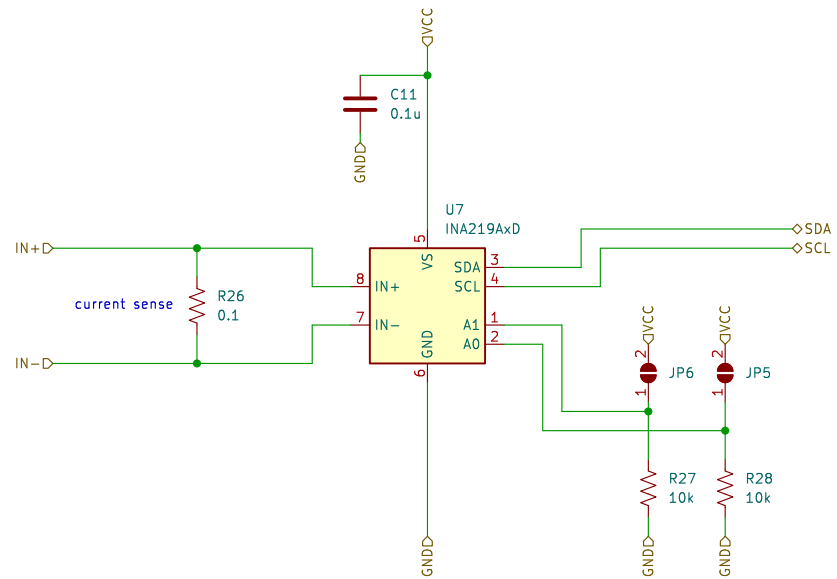 VCC
C11
0.1u
GND
U7
INA219AxD
5
VS
IN+
SDA
SCL
8
IN+
SDA
3
SCL
4
current sense
R26
0.1
7
IN-
A1
1
A0
2
GND
6
IN-
VCC
VCC
2
JP6
1
2
JP5
1
R27
10k
R28
10k
GND
GND
GND